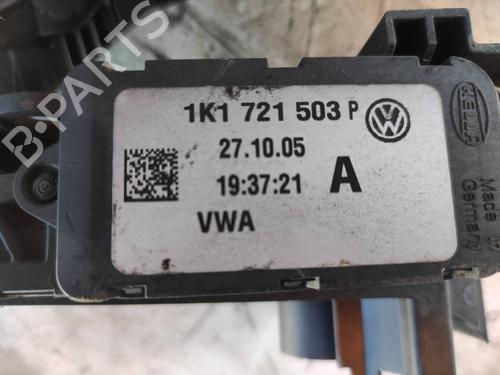 1K1 721 503 P
27.10.05
19:37:21 A
VWA
HELLA
Made in
Germany
B-PARTS